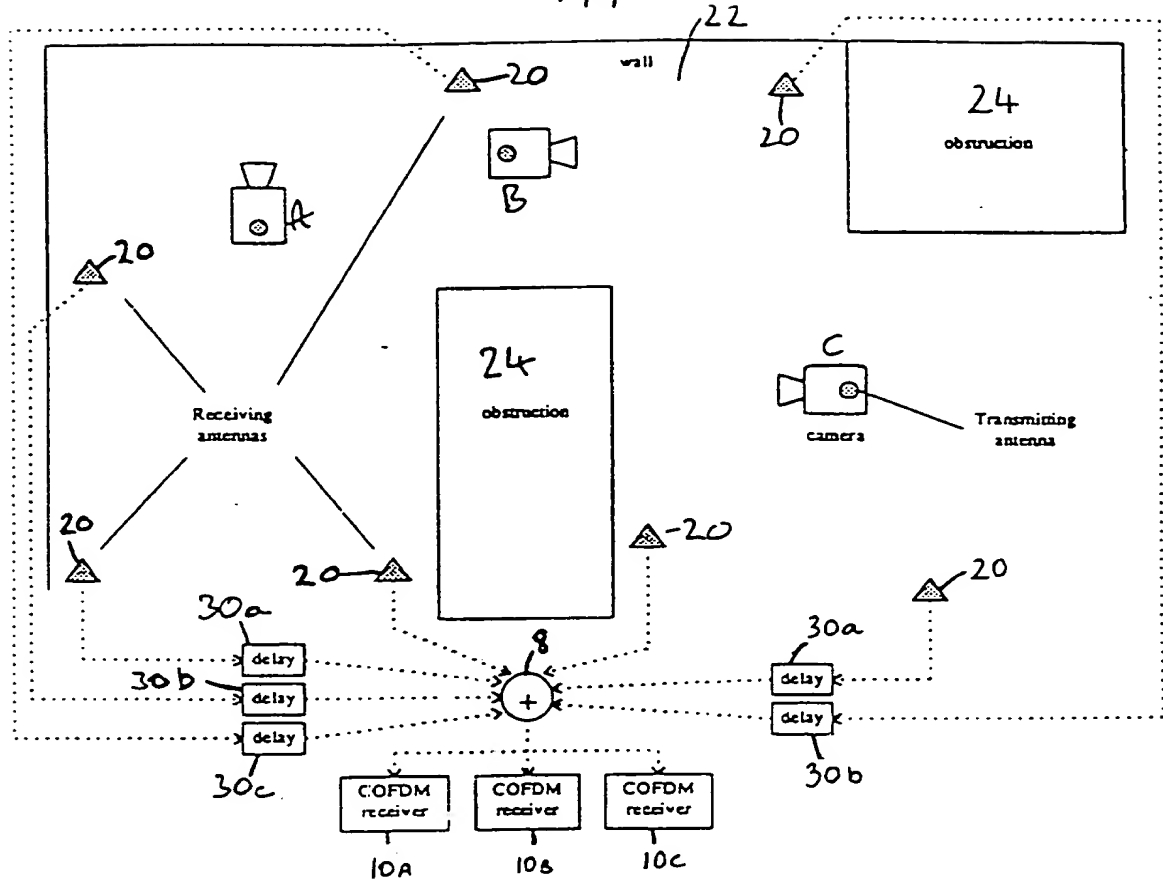 22
wall
20
20
24
obstruction
A
B
20
24
obstruction
C
camera
Receiving
antennas
Transmitting
antenna
20
20
20
20
30a
delay
30b
delay
delay
30c
8
+
30a
delay
delay
30b
COFDM
receiver
COFDM
receiver
COFDM
receiver
10A
10B
10C